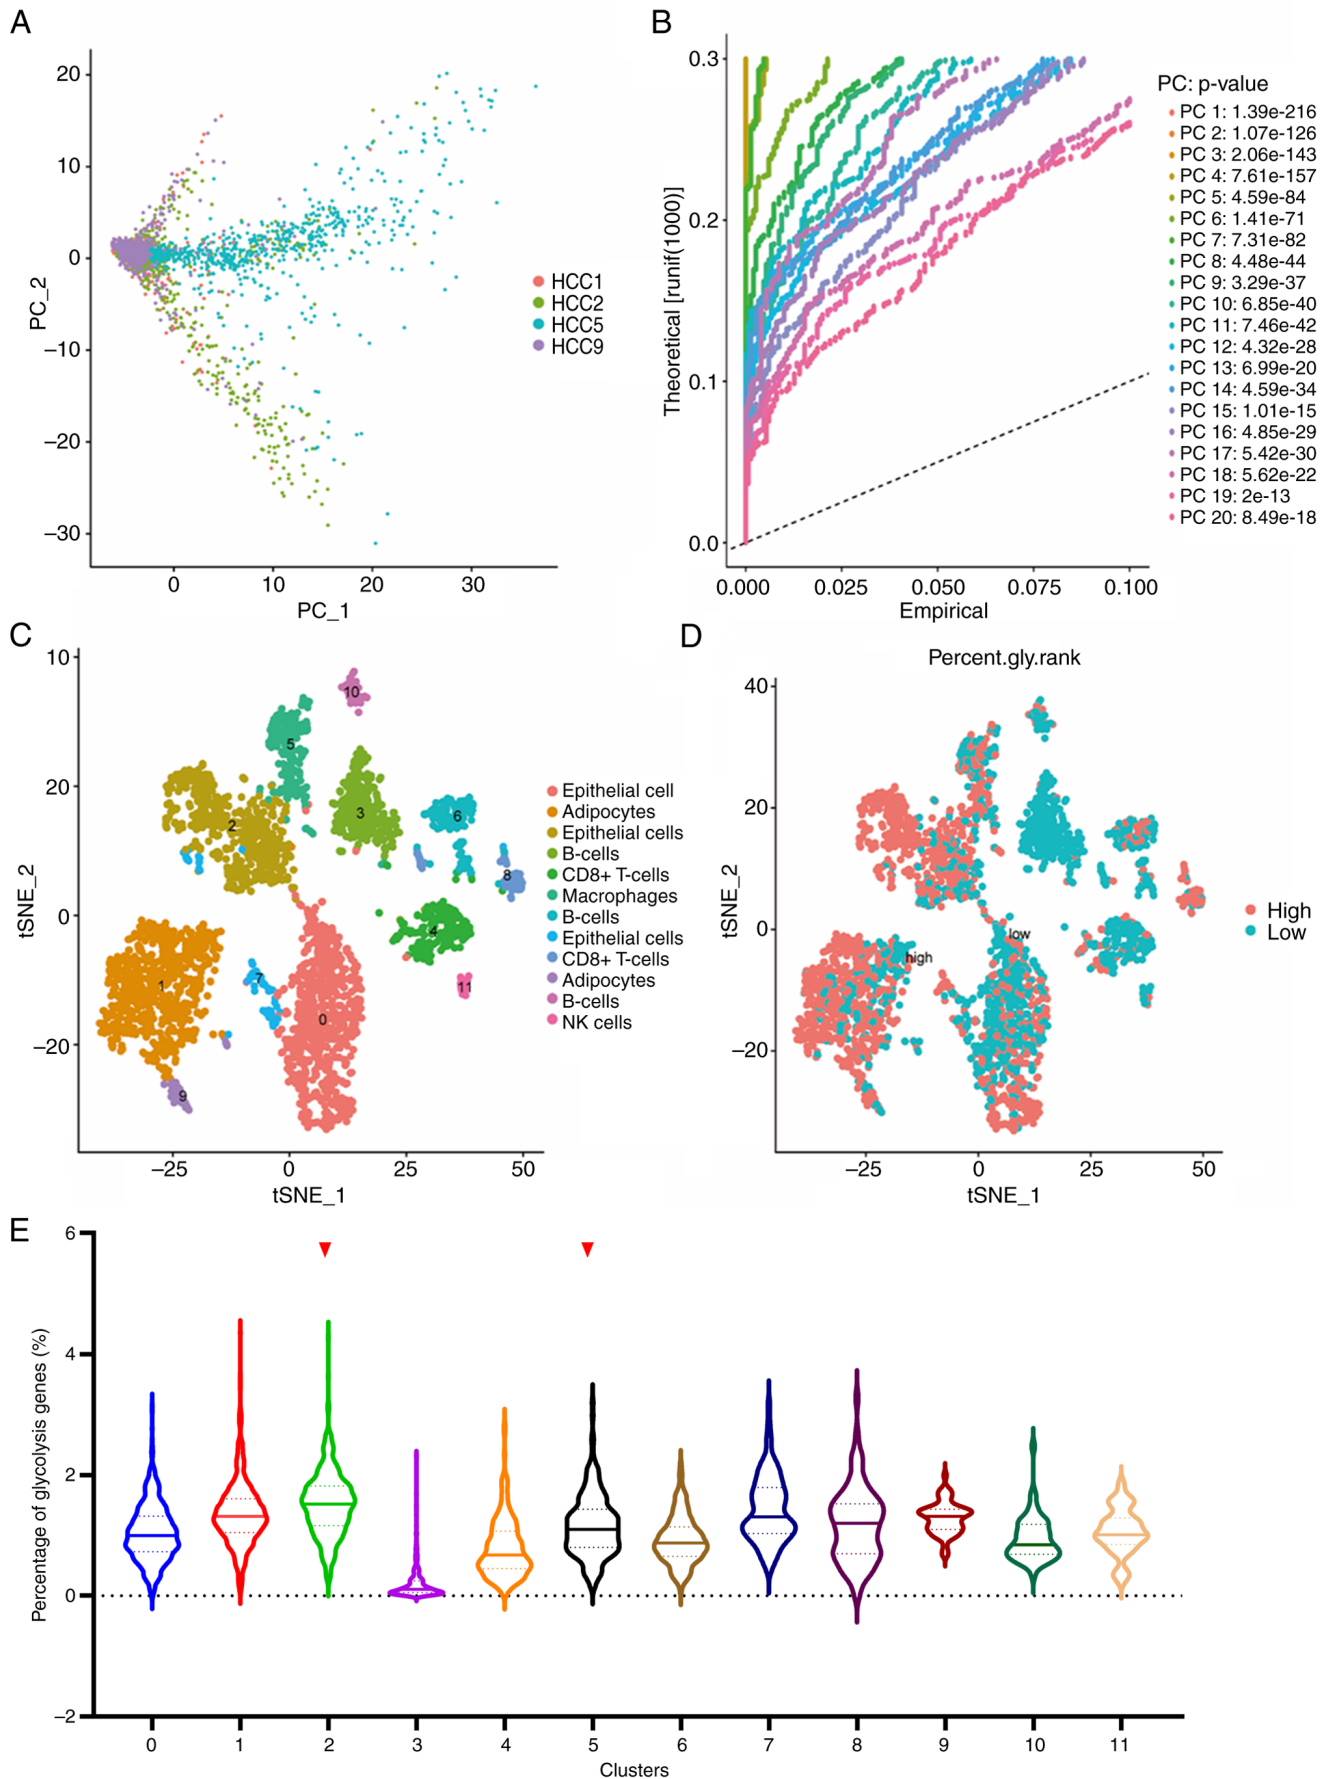 A
20
10
0
−10
−20
−30
PC_2
0
10
20
30
PC_1
HCC1
HCC2
HCC5
HCC9
B
0.3
0.2
0.1
0.0
Theoretical [runif(1000)]
0.000
0.025
0.050
0.075
0.100
Empirical
PC: p-value
PC 1: 1.39e-216
PC 2: 1.07e-126
PC 3: 2.06e-143
PC 4: 7.61e-157
PC 5: 4.59e-84
PC 6: 1.41e-71
PC 7: 7.31e-82
PC 8: 4.48e-44
PC 9: 3.29e-37
PC 10: 6.85e-40
PC 11: 7.46e-42
PC 12: 4.32e-28
PC 13: 6.99e-20
PC 14: 4.59e-34
PC 15: 1.01e-15
PC 16: 4.85e-29
PC 17: 5.42e-30
PC 18: 5.62e-22
PC 19: 2e-13
PC 20: 8.49e-18
C
10
20
0
−20
tSNE_2
−25
0
25
50
tSNE_1
10
5
3
6
2
8
4
7
11
1
0
9
Epithelial cell
Adipocytes
Epithelial cells
B-cells
CD8+ T-cells
Macrophages
B-cells
Epithelial cells
CD8+ T-cells
Adipocytes
B-cells
NK cells
D
Percent.gly.rank
40
20
0
−20
tSNE_2
−25
0
25
50
tSNE_1
low
high
High
Low
E
6
4
2
0
−2
Percentage of glycolysis genes (%)
0
1
2
3
4
5
6
7
8
9
10
11
Clusters